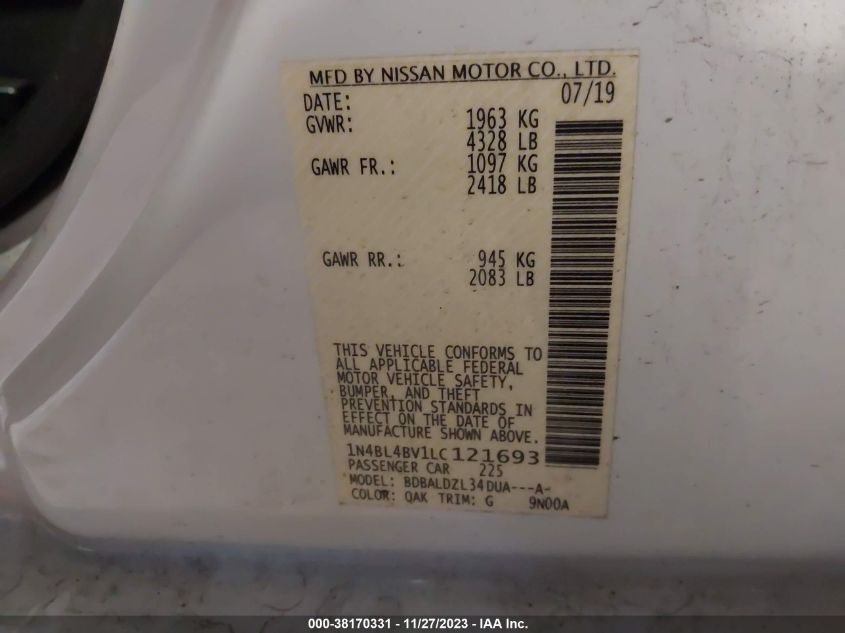 MFD BY NISSAN MOTOR CO., LTD.
DATE: 07/19
GVWR: 1963 KG
4328 LB
GAWR FR.: 1097 KG
2418 LB
GAWR RR.: 945 KG
2083 LB
THIS VEHICLE CONFORMS TO
ALL APPLICABLE FEDERAL
MOTOR VEHICLE SAFETY,
BUMPER, AND THEFT
PREVENTION STANDARDS IN
EFFECT ON THE DATE OF
MANUFACTURE SHOWN ABOVE.
1N4BL4BV1LC121693
PASSENGER CAR 225
MODEL: BDBALDZL34DUA---A-
COLOR: QAK TRIM: G 9N00A
000-38170331 - 11/27/2023 - IAA Inc.